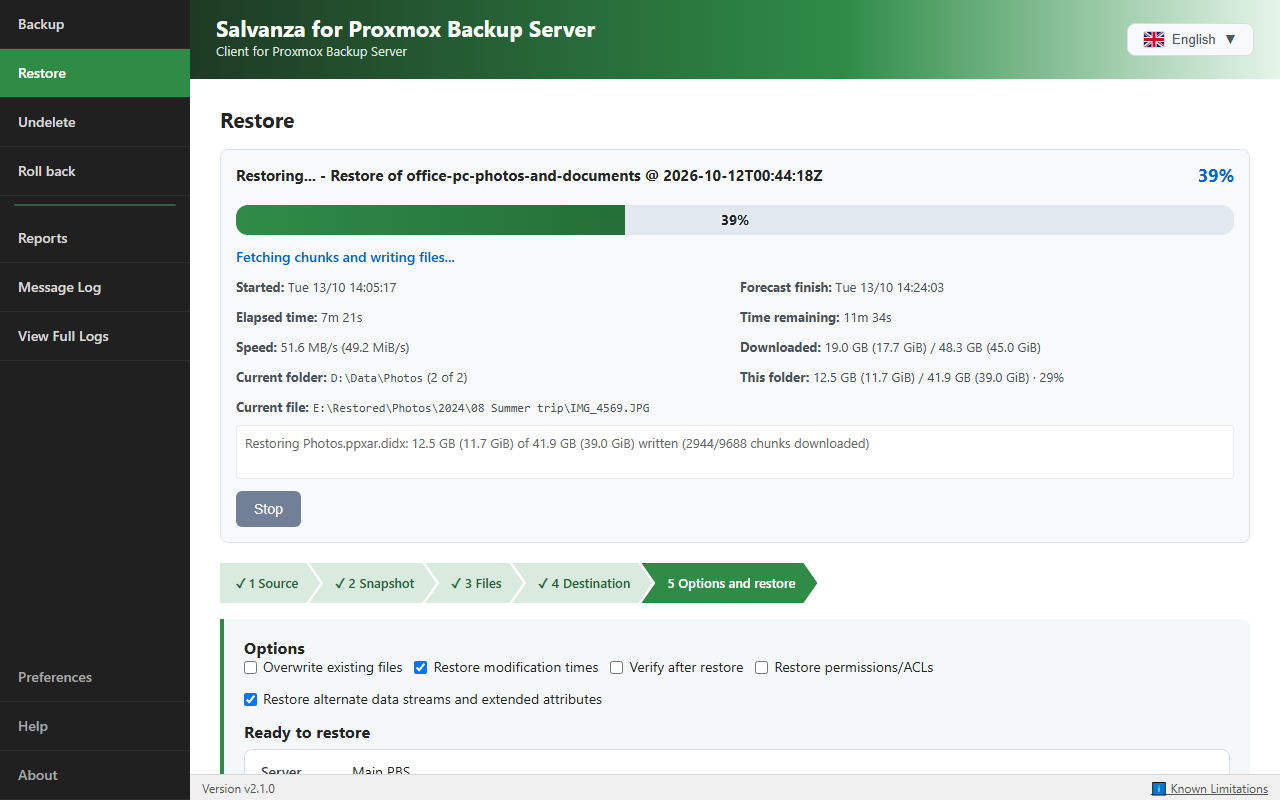 Backup
Restore
Undelete
Roll back
Reports
Message Log
View Full Logs
Preferences
Help
About
Salvanza for Proxmox Backup Server
Client for Proxmox Backup Server
English ▼
Restore
Restoring... - Restore of office-pc-photos-and-documents @ 2026-10-12T00:44:18Z
39%
39%
Fetching chunks and writing files...
Started: Tue 13/10 14:05:17
Forecast finish: Tue 13/10 14:24:03
Elapsed time: 7m 21s
Time remaining: 11m 34s
Speed: 51.6 MB/s (49.2 MiB/s)
Downloaded: 19.0 GB (17.7 GiB) / 48.3 GB (45.0 GiB)
Current folder: D:\Data\Photos (2 of 2)
This folder: 12.5 GB (11.7 GiB) / 41.9 GB (39.0 GiB) · 29%
Current file: E:\Restored\Photos\2024\08 Summer trip\IMG_4569.JPG
Restoring Photos.ppxar.didx: 12.5 GB (11.7 GiB) of 41.9 GB (39.0 GiB) written (2944/9688 chunks downloaded)
Stop
✓ 1 Source
✓ 2 Snapshot
✓ 3 Files
✓ 4 Destination
5 Options and restore
Options
Overwrite existing files
Restore modification times
Verify after restore
Restore permissions/ACLs
Restore alternate data streams and extended attributes
Ready to restore
Server Main PBS
Version v2.1.0
Known Limitations